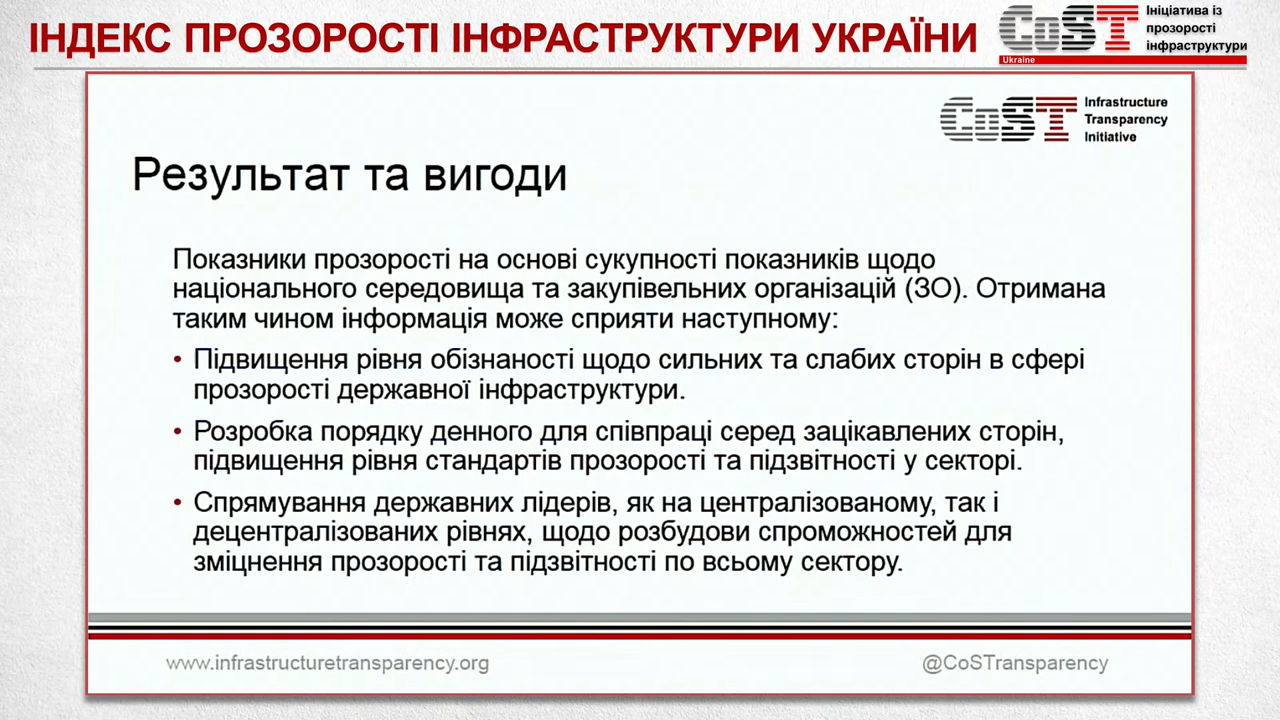 ІНДЕКС ПРОЗОРОСТІ ІНФРАСТРУКТУРИ УКРАЇНИ
CoST
Ukraine
Ініціатива із
прозорості
інфраструктури
CoST
Infrastructure
Transparency
Initiative
Результат та вигоди
Показники прозорості на основі сукупності показників щодо
національного середовища та закупівельних організацій (ЗО). Отримана
таким чином інформація може сприяти наступному:
• Підвищення рівня обізнаності щодо сильних та слабих сторін в сфері
прозорості державної інфраструктури.
• Розробка порядку денного для співпраці серед зацікавлених сторін,
підвищення рівня стандартів прозорості та підзвітності у секторі.
• Спрямування державних лідерів, як на централізованому, так і
децентралізованих рівнях, щодо розбудови спроможностей для
зміцнення прозорості та підзвітності по всьому сектору.
www.infrastructuretransparency.org
@CoSTransparency